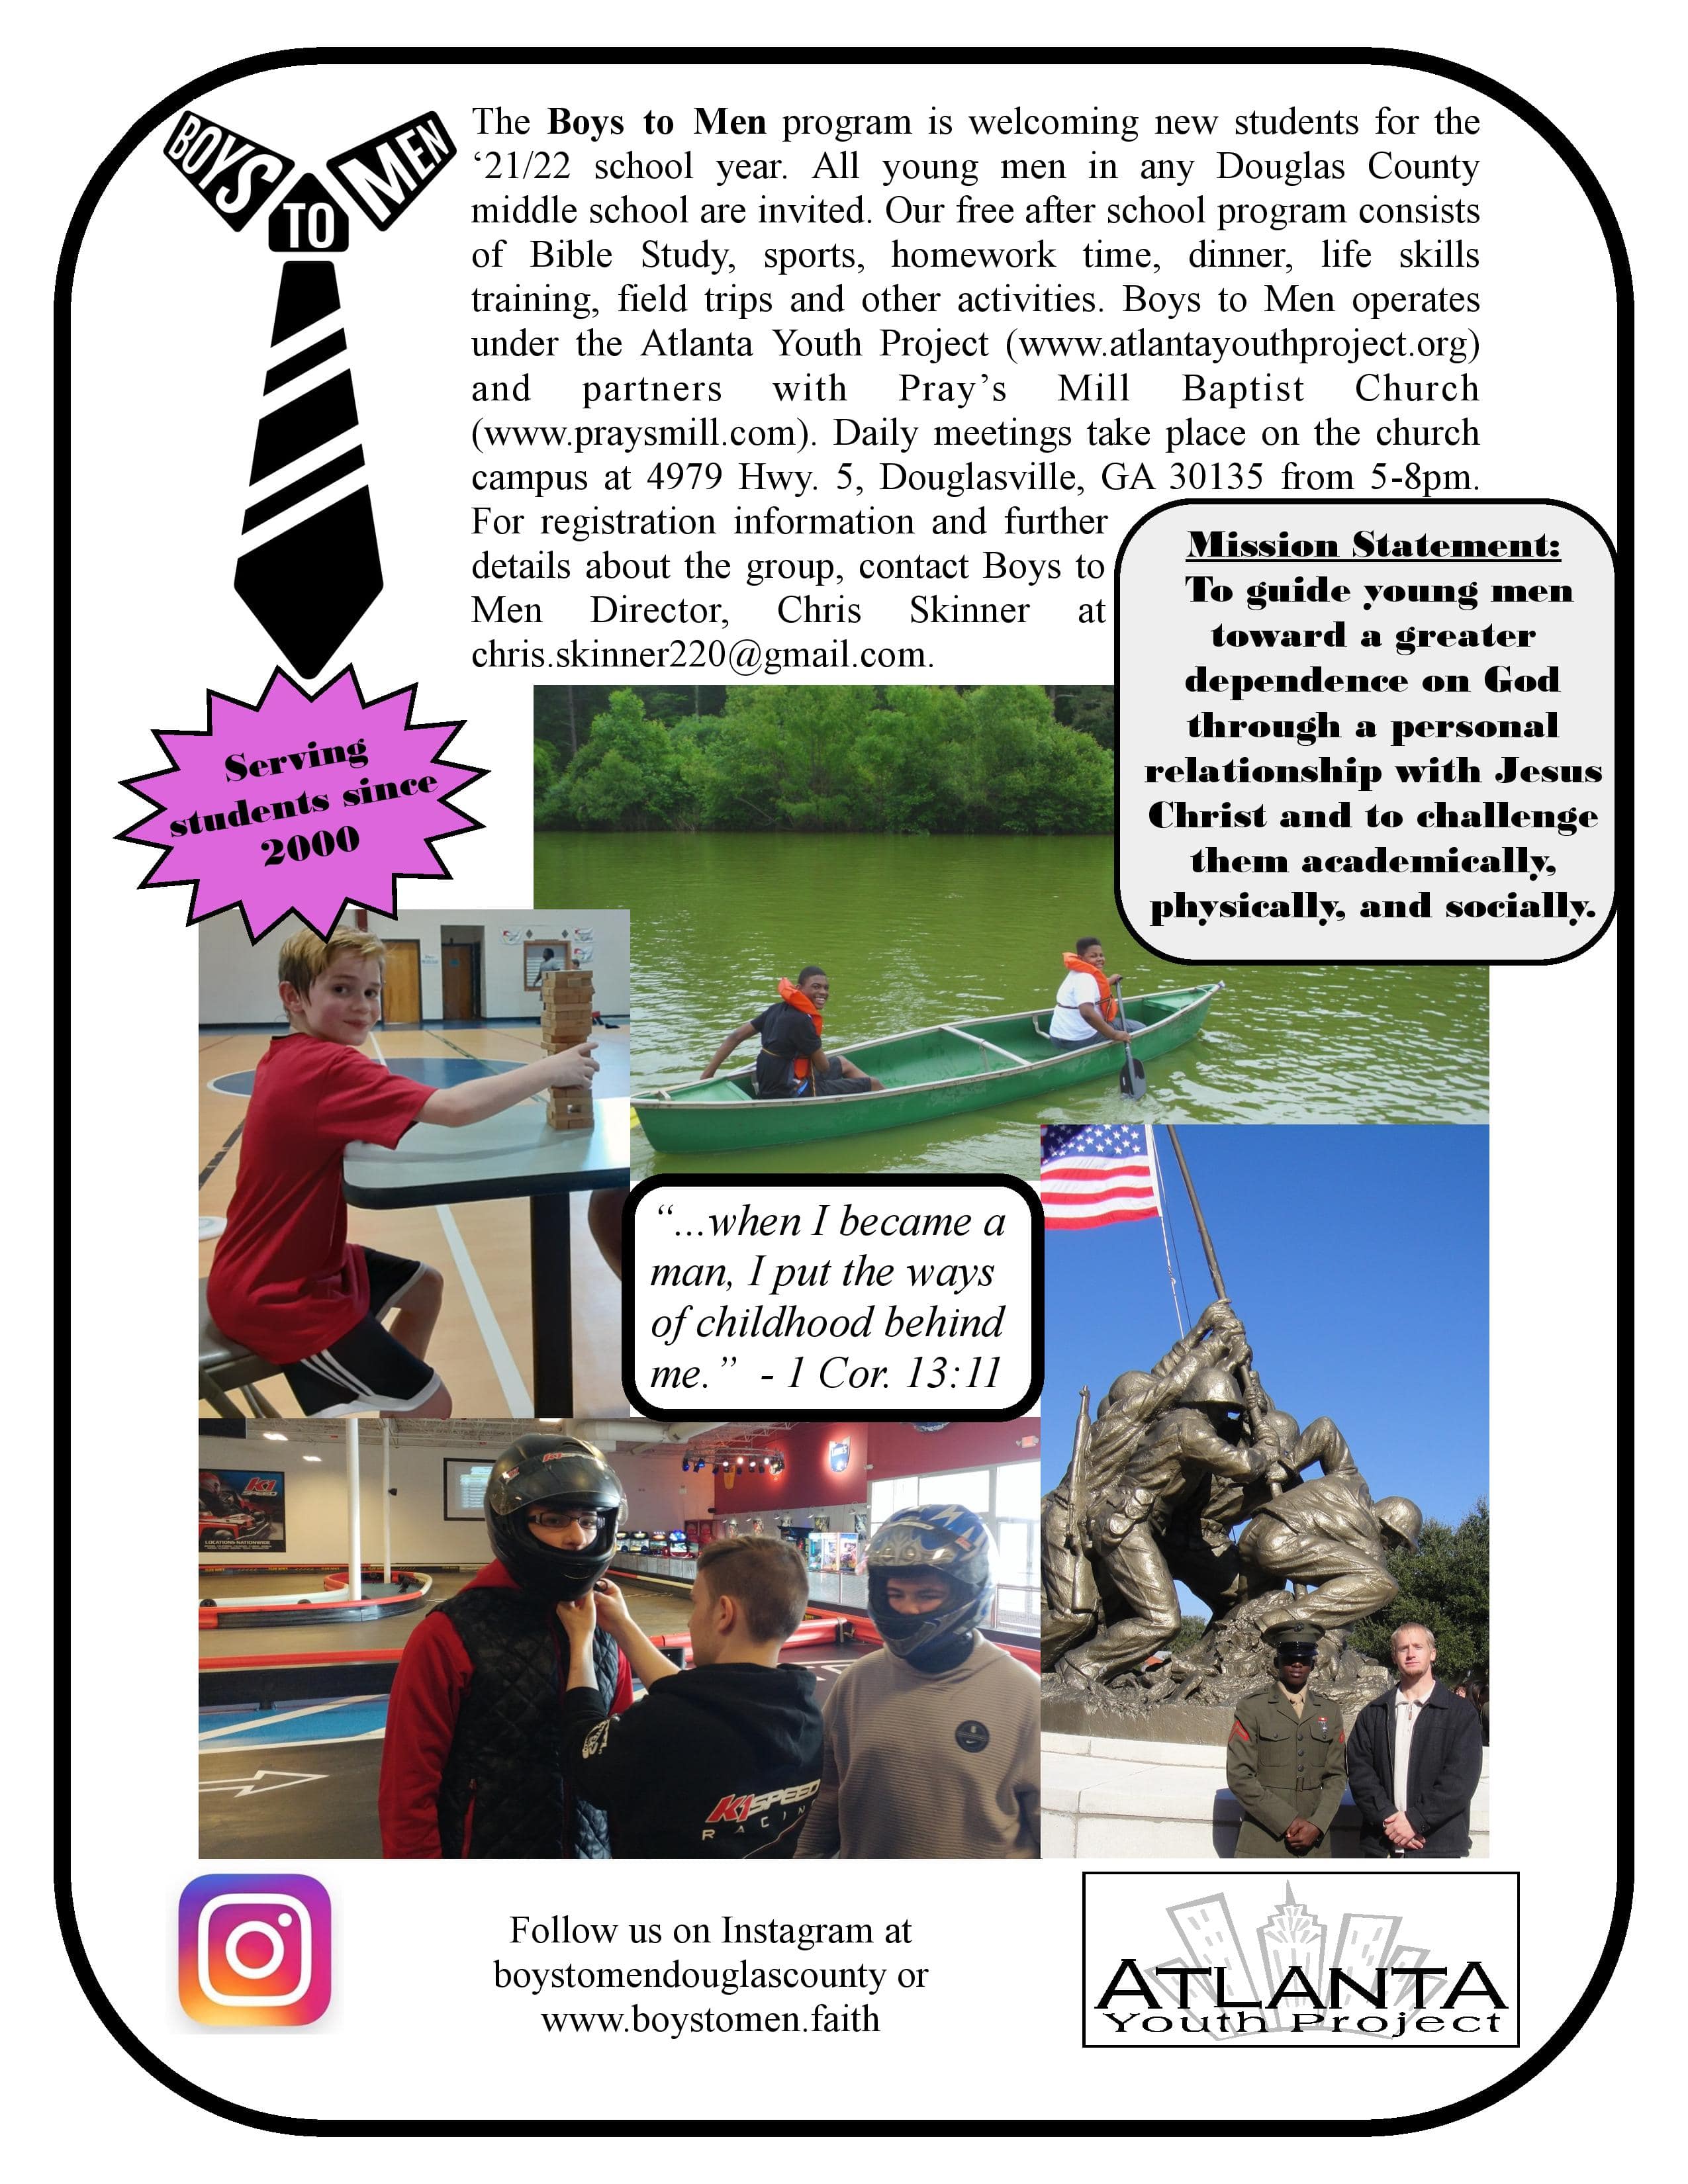 BOYS TO MEN
The Boys to Men program is welcoming new students for the
‘21/22 school year. All young men in any Douglas County
middle school are invited. Our free after school program consists
of Bible Study, sports, homework time, dinner, life skills
training, field trips and other activities. Boys to Men operates
under the Atlanta Youth Project (www.atlantayouthproject.org)
and partners with Pray’s Mill Baptist Church
(www.praysmill.com). Daily meetings take place on the church
campus at 4979 Hwy. 5, Douglasville, GA 30135 from 5-8pm.
For registration information and further
details about the group, contact Boys to
Men Director, Chris Skinner at
chris.skinner220@gmail.com.
Mission Statement:
To guide young men
toward a greater
dependence on God
through a personal
relationship with Jesus
Christ and to challenge
them academically,
physically, and socially.
Serving
students since
2000
“...when I became a
man, I put the ways
of childhood behind
me.” - 1 Cor. 13:11
K1
SPEED
LOCATIONS NATIONWIDE
K1SPEED
RACIN
Follow us on Instagram at
boystomendouglascounty or
www.boystomen.faith
ATLANTA
Youth Project